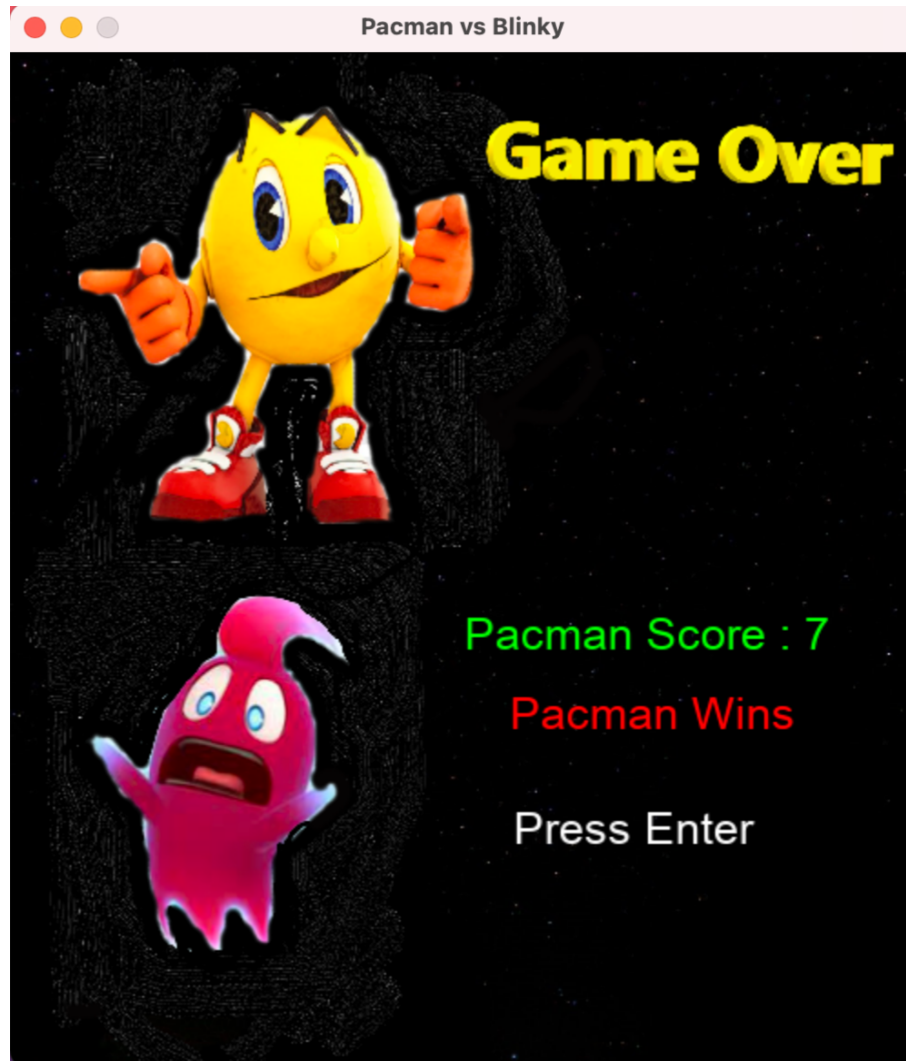 Pacman vs Blinky
Game Over
Pacman Score : 7
Pacman Wins
Press Enter